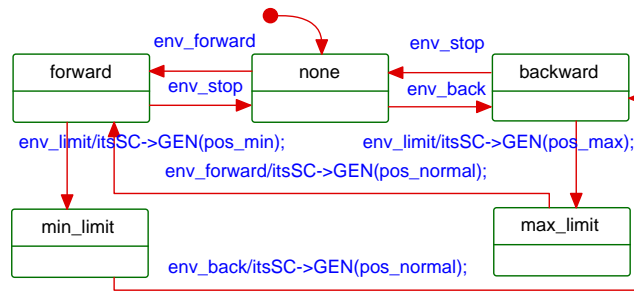 env_forward
env_stop
forward
none
backward
env_stop
env_back
env_limit/itsSC->GEN(pos_min);
env_limit/itsSC->GEN(pos_max);
env_forward/itsSC->GEN(pos_normal);
min_limit
max_limit
env_back/itsSC->GEN(pos_normal);